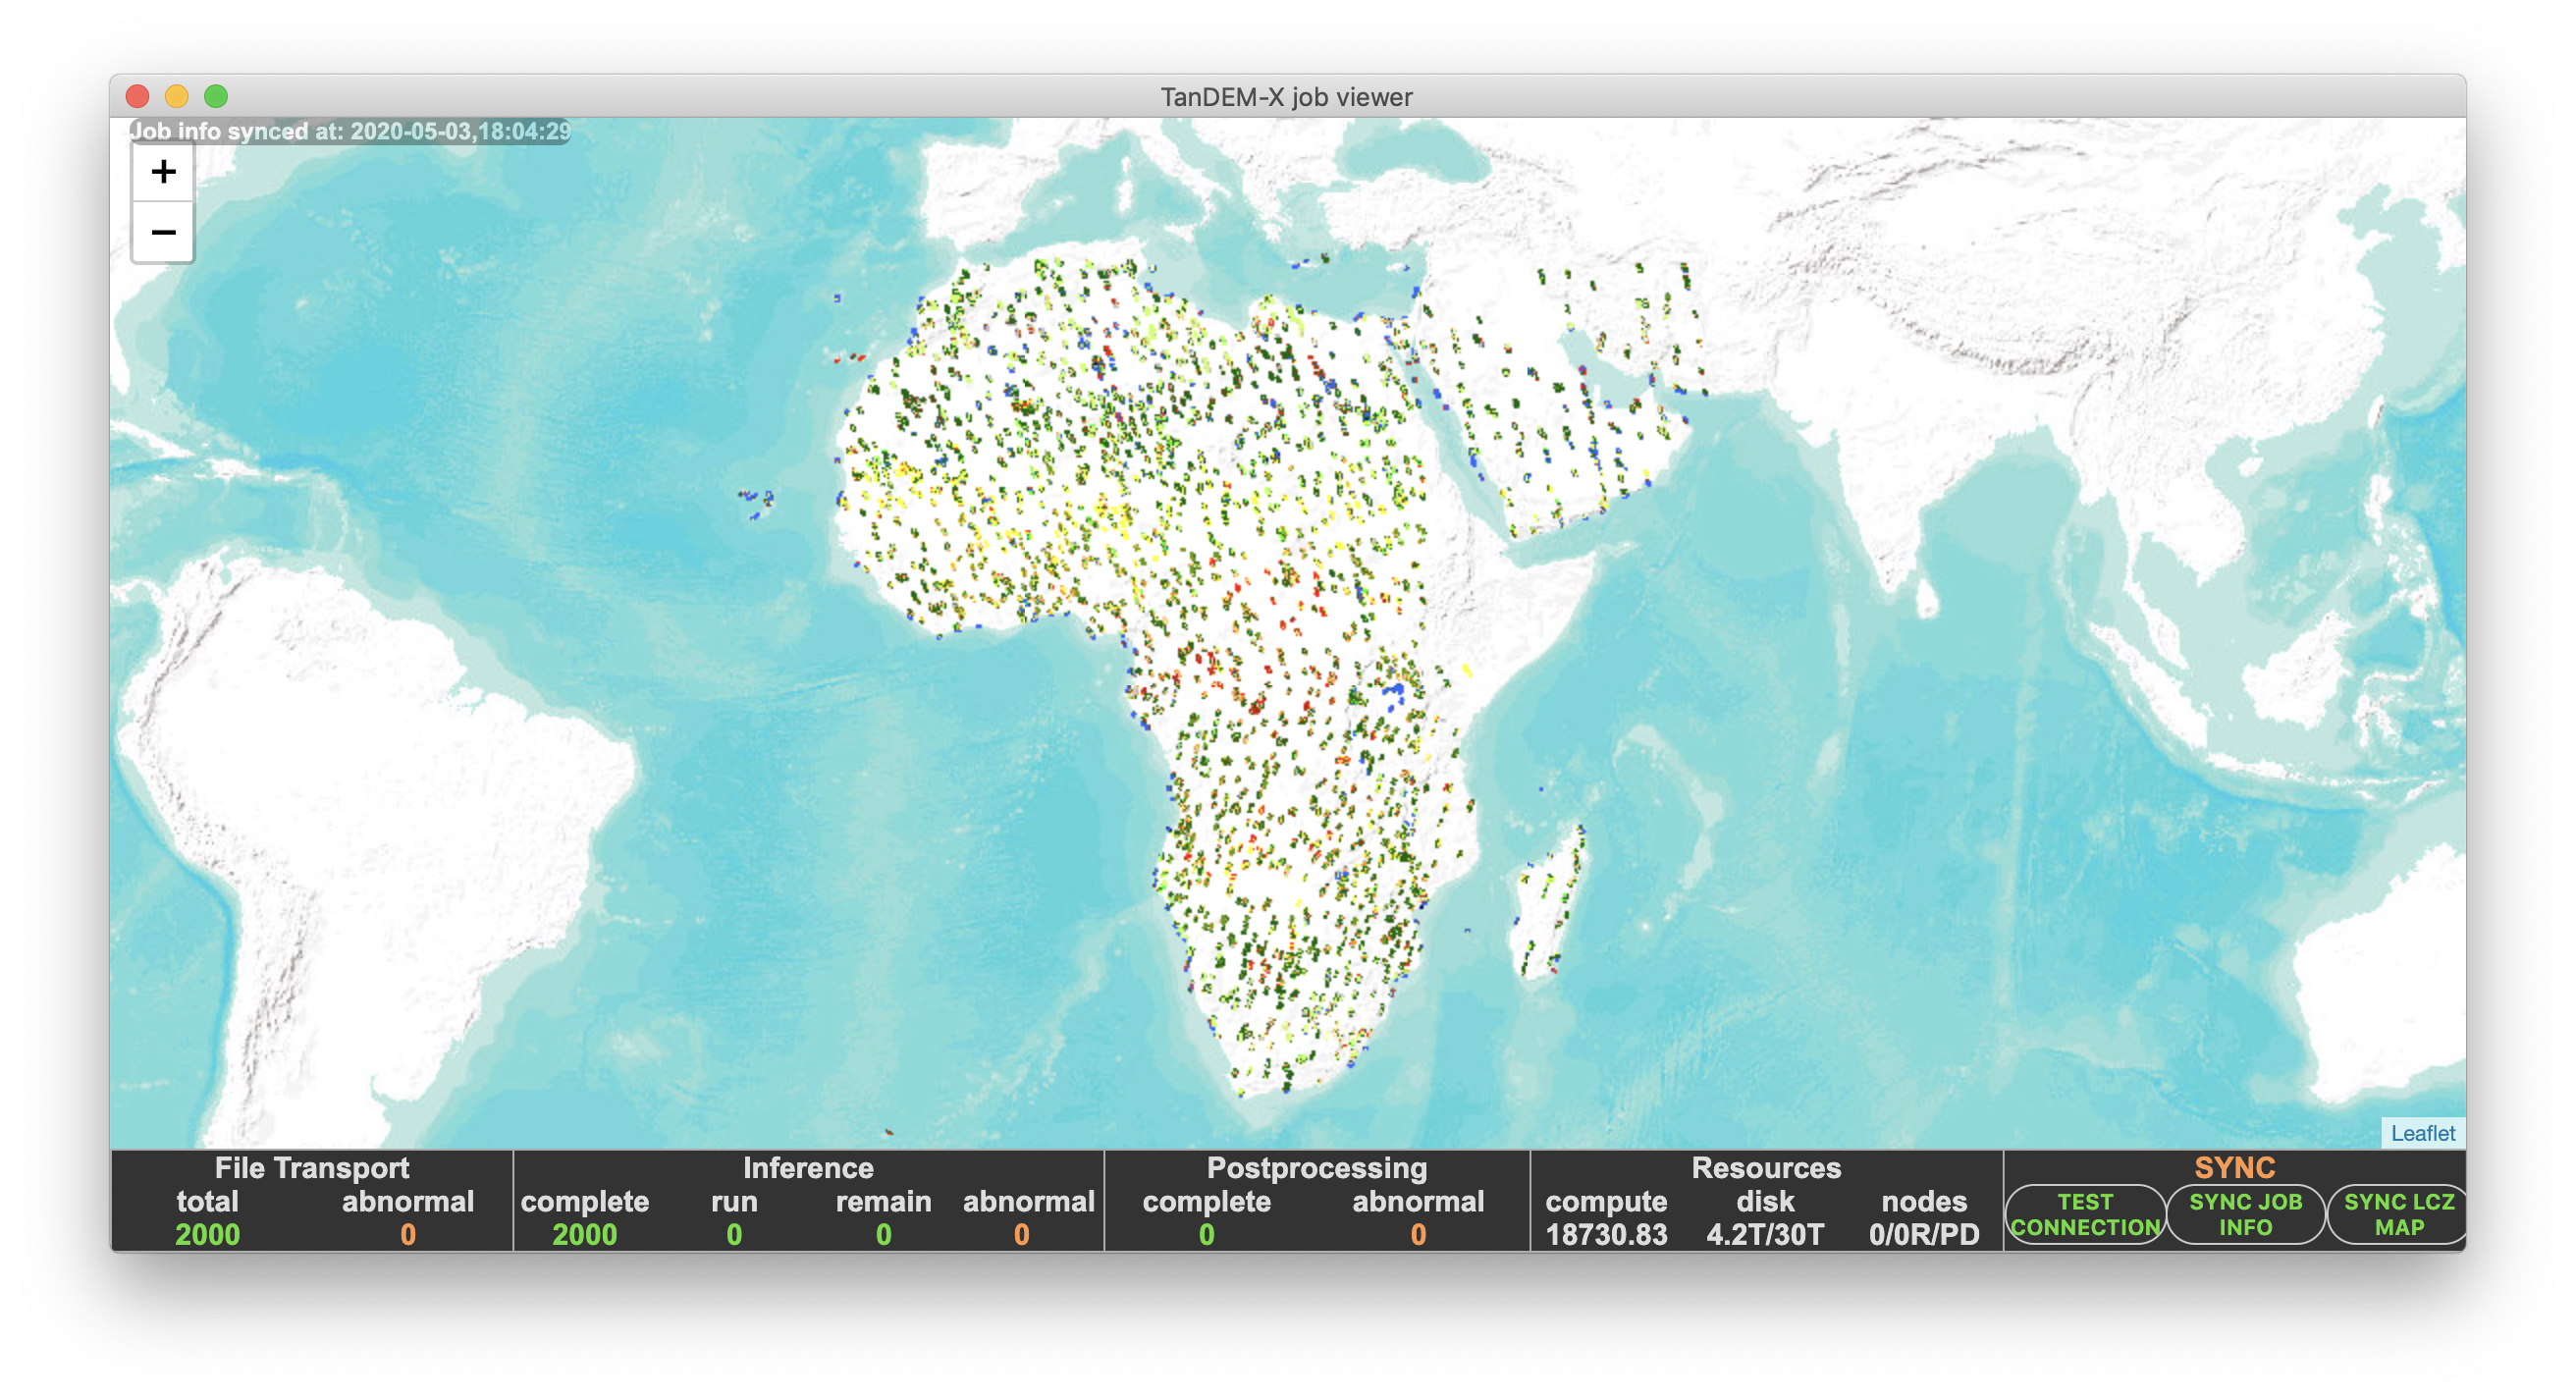 TanDEM-X job viewer
Job info synced at: 2020-05-03,18:04:29
+
−
Leaflet
File Transport
total abnormal
2000 0
Inference
complete run remain abnormal
2000 0 0 0
Postprocessing
complete abnormal
0 0
Resources
compute disk nodes
18730.83 4.2T/30T 0/0R/PD
SYNC
TEST
CONNECTION
SYNC JOB
INFO
SYNC LCZ
MAP